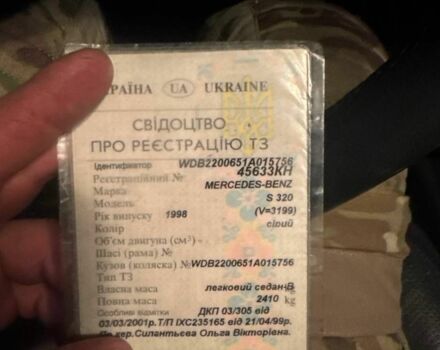 УКРАЇНА UA UKRAINE
СВІДОЦТВО
ПРО РЕЄСТРАЦІЮ ТЗ
Ідентифікатор WDB2200651A015756
Реєстраційний № 45633КН
Марка MERCEDES-BENZ
Модель S 320
Рік випуску 1998 (V=3199)
Колір сірий
Об'єм двигуна (см³) -
Шасі (рама) №
Кузов (коляска) № WDB2200651A015756
Тип ТЗ
Власна маса легковий седан-В
Повна маса 2410 kg
Особливі відмітки ДКП 03/305 від
03/03/2001р.Т/П ІХС235165 від 21/04/99р.
кер.Силантьєва Ольга Вікторівна.